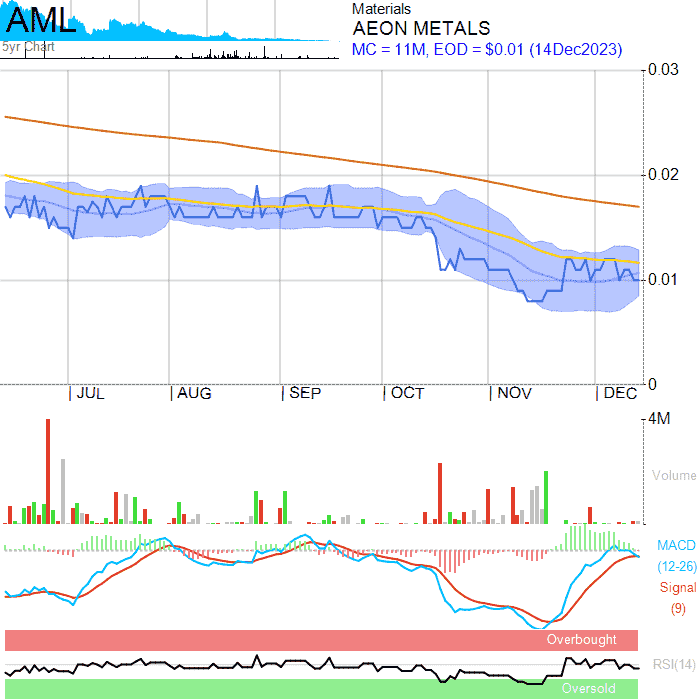 AML
5yr Chart
Materials
AEON METALS
MC = 11M, EOD = $0.01 (14Dec2023)
0.03
0.02
0.01
0
JUL
AUG
SEP
OCT
NOV
DEC
4M
Volume
MACD
(12-26)
Signal
(9)
Overbought
RSI(14)
Oversold